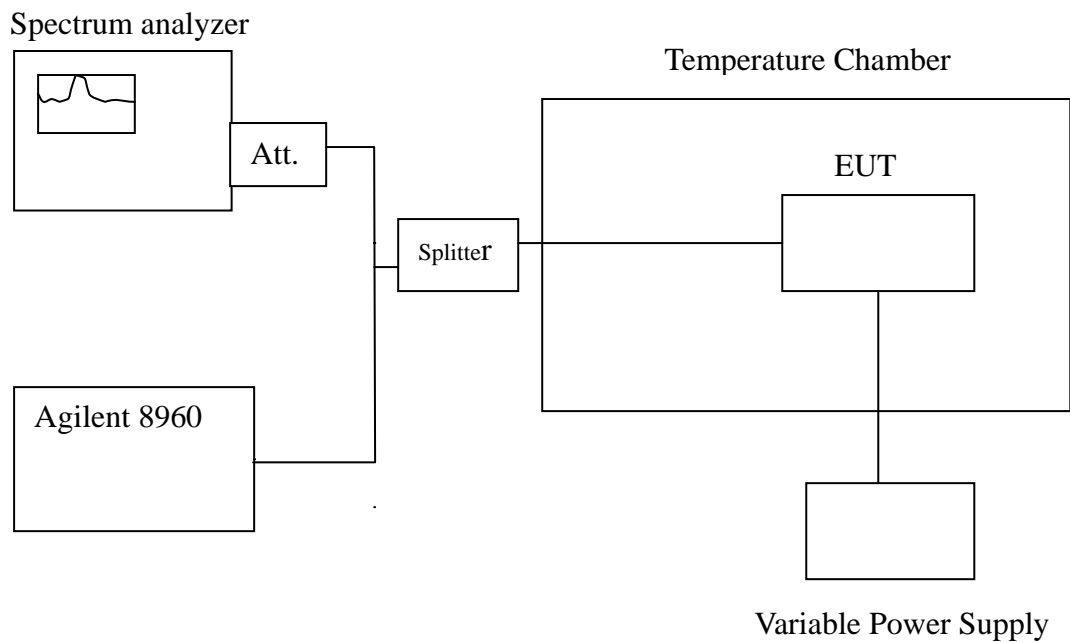 Spectrum analyzer
Temperature Chamber
Att.
EUT
Splitter
Agilent 8960
Variable Power Supply